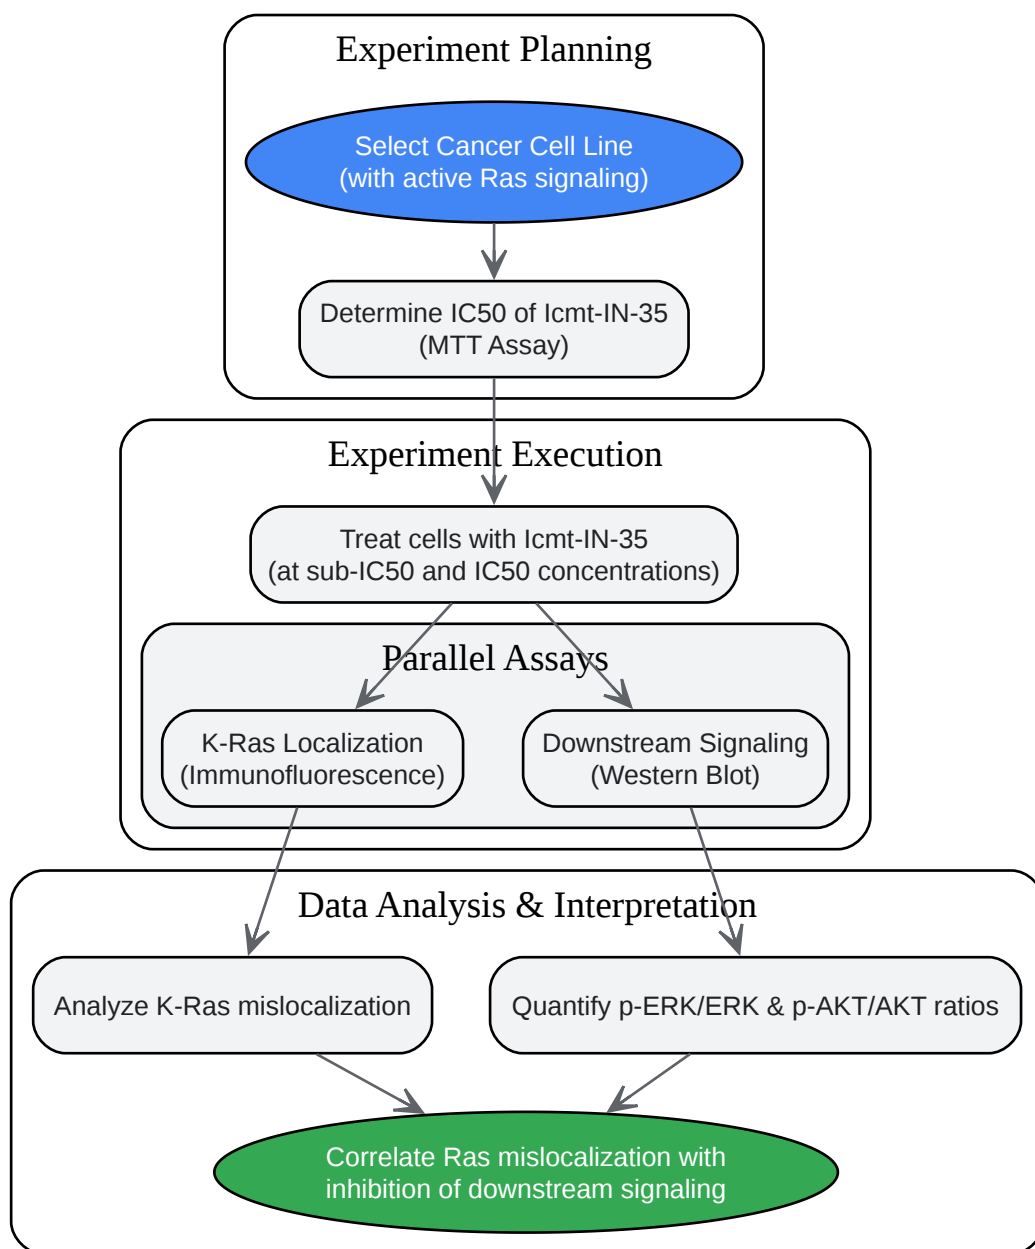 Experiment Planning
Select Cancer Cell Line
(with active Ras signaling)
Determine IC50 of Icmt-IN-35
(MTT Assay)
Experiment Execution
Treat cells with Icmt-IN-35
(at sub-IC50 and IC50 concentrations)
Parallel Assays
K-Ras Localization
(Immunofluorescence)
Downstream Signaling
(Western Blot)
Data Analysis & Interpretation
Analyze K-Ras mislocalization
Quantify p-ERK/ERK & p-AKT/AKT ratios
Correlate Ras mislocalization with
inhibition of downstream signaling